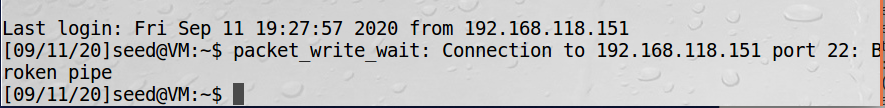 Last login: Fri Sep 11 19:27:57 2020 from 192.168.118.151
[09/11/20]seed@VM:~$ packet_write_wait: Connection to 192.168.118.151 port 22: B
roken pipe
[09/11/20]seed@VM:~$